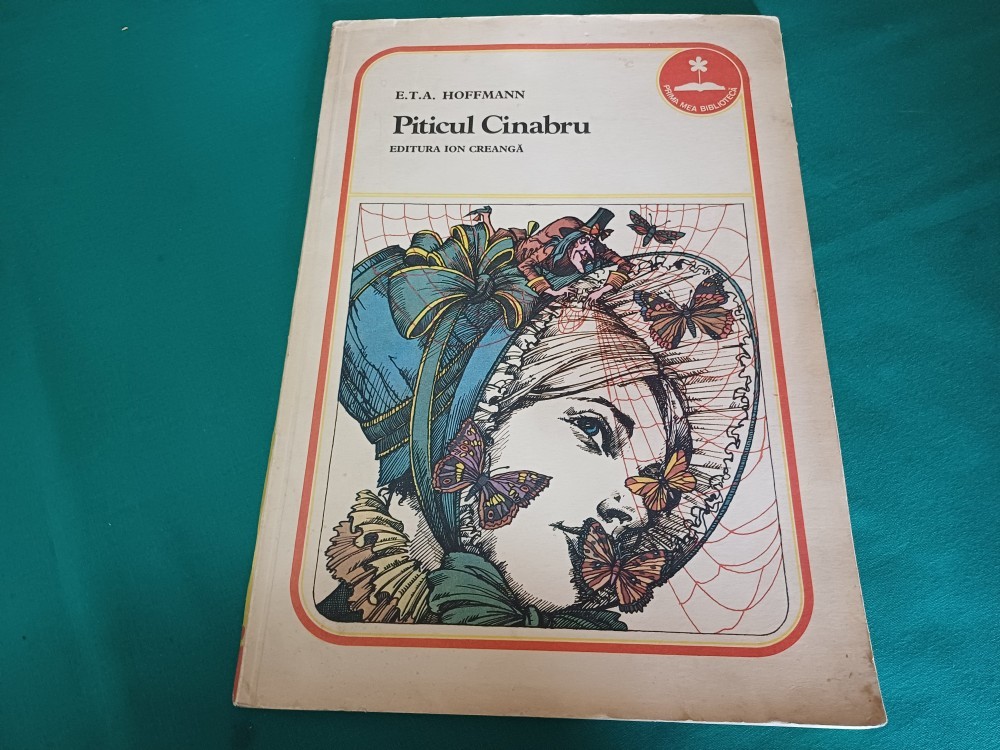 E.T.A. HOFFMANN
Piticul Cinabru
EDITURA ION CREANGĂ
PRIMA MEA BIBLIOTECĂ